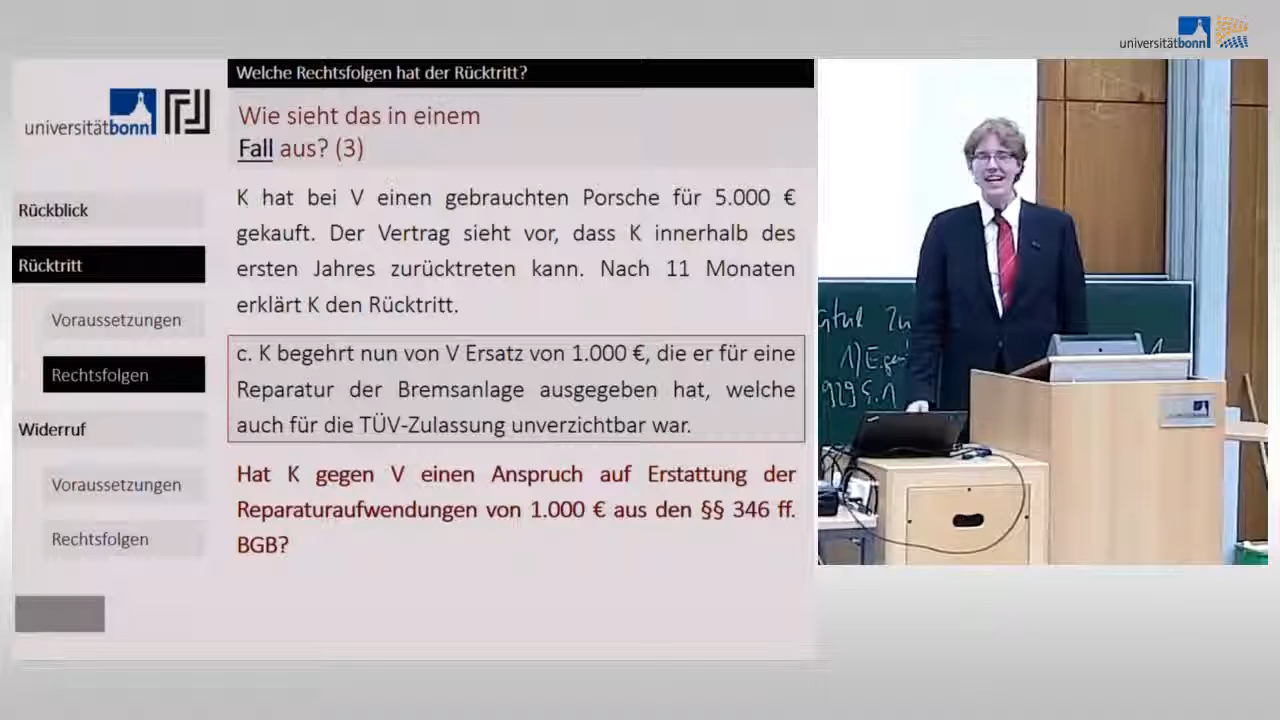 universitätbonn
Welche Rechtsfolgen hat der Rücktritt?
universitätbonn
Wie sieht das in einem
Fall aus? (3)
Rückblick
Rücktritt
Voraussetzungen
Rechtsfolgen
Widerruf
Voraussetzungen
Rechtsfolgen
K hat bei V einen gebrauchten Porsche für 5.000 €
gekauft. Der Vertrag sieht vor, dass K innerhalb des
ersten Jahres zurücktreten kann. Nach 11 Monaten
erklärt K den Rücktritt.
c. K begehrt nun von V Ersatz von 1.000 €, die er für eine
Reparatur der Bremsanlage ausgegeben hat, welche
auch für die TÜV-Zulassung unverzichtbar war.
Hat K gegen V einen Anspruch auf Erstattung der
Reparaturaufwendungen von 1.000 € aus den §§ 346 ff.
BGB?
929 S. 1